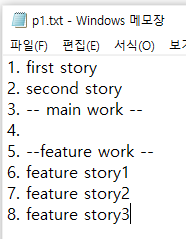 p1.txt - Windows 메모장
파일(F) 편집(E) 서식(O) 보기
1. first story
2. second story
3. -- main work --
4.
5. --feature work --
6. feature story1
7. feature story2
8. feature story3